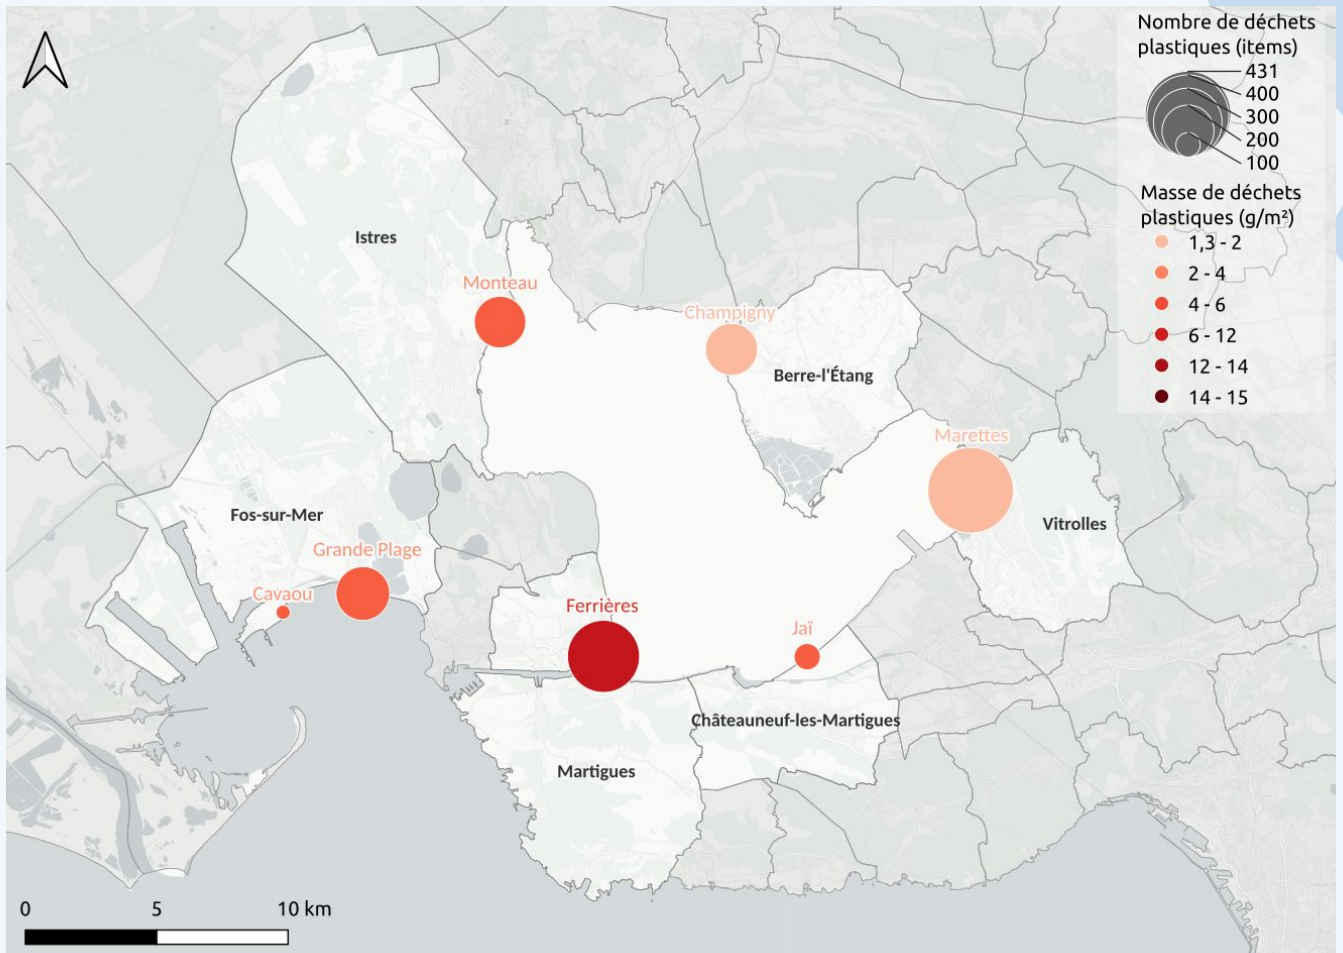 Nombre de déchets
plastiques (items)
431
400
300
200
100
Masse de déchets
plastiques (g/m²)
1,3 - 2
2 - 4
4 - 6
6 - 12
12 - 14
14 - 15
Istres
Monteau
Champigny
Berre-l'Étang
Marettes
Vitrolles
Fos-sur-Mer
Grande Plage
Cavaou
Ferrières
Jaï
Châteauneuf-les-Martigues
Martigues
0 5 10 km